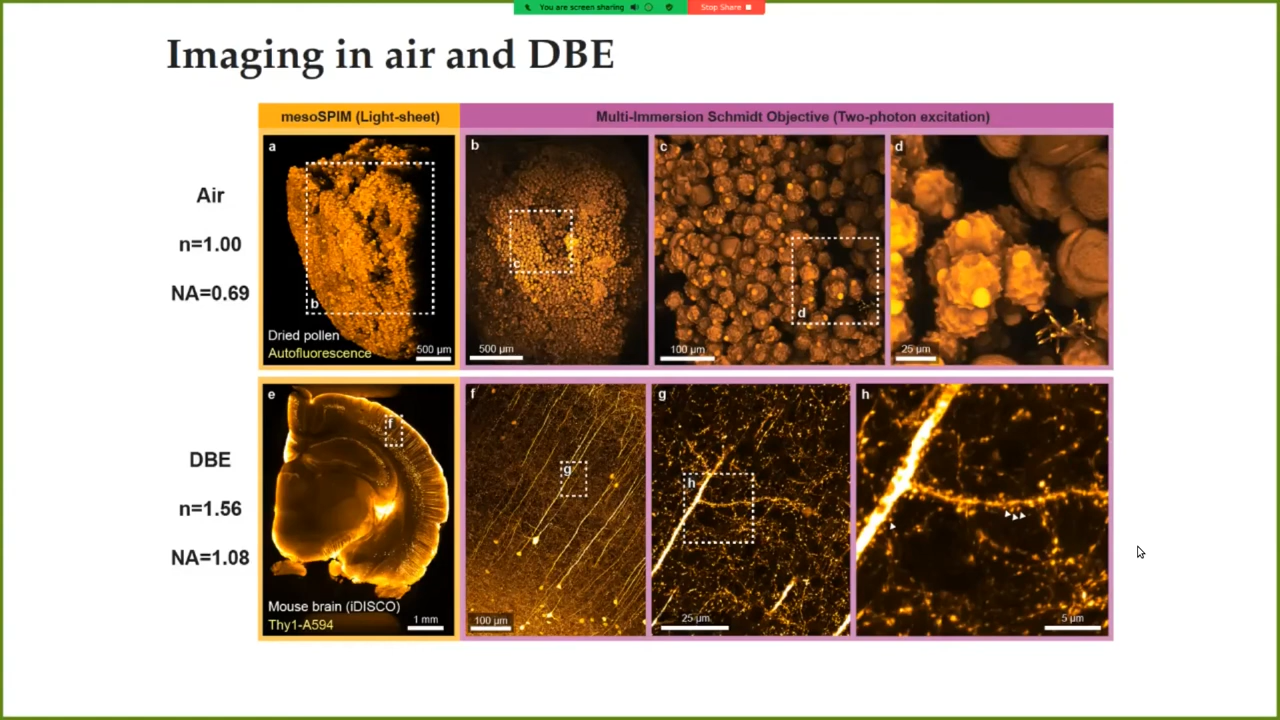 You are screen sharing
Stop Share
Imaging in air and DBE
mesoSPIM (Light-sheet)
Multi-Immersion Schmidt Objective (Two-photon excitation)
Air
n=1.00
NA=0.69
a
b
Dried pollen
Autofluorescence
500 µm
b
c
500 µm
c
d
100 µm
d
25 µm
DBE
n=1.56
NA=1.08
e
f
Mouse brain (iDISCO)
Thy1-A594
1 mm
f
g
100 µm
g
h
25 µm
h
5 µm